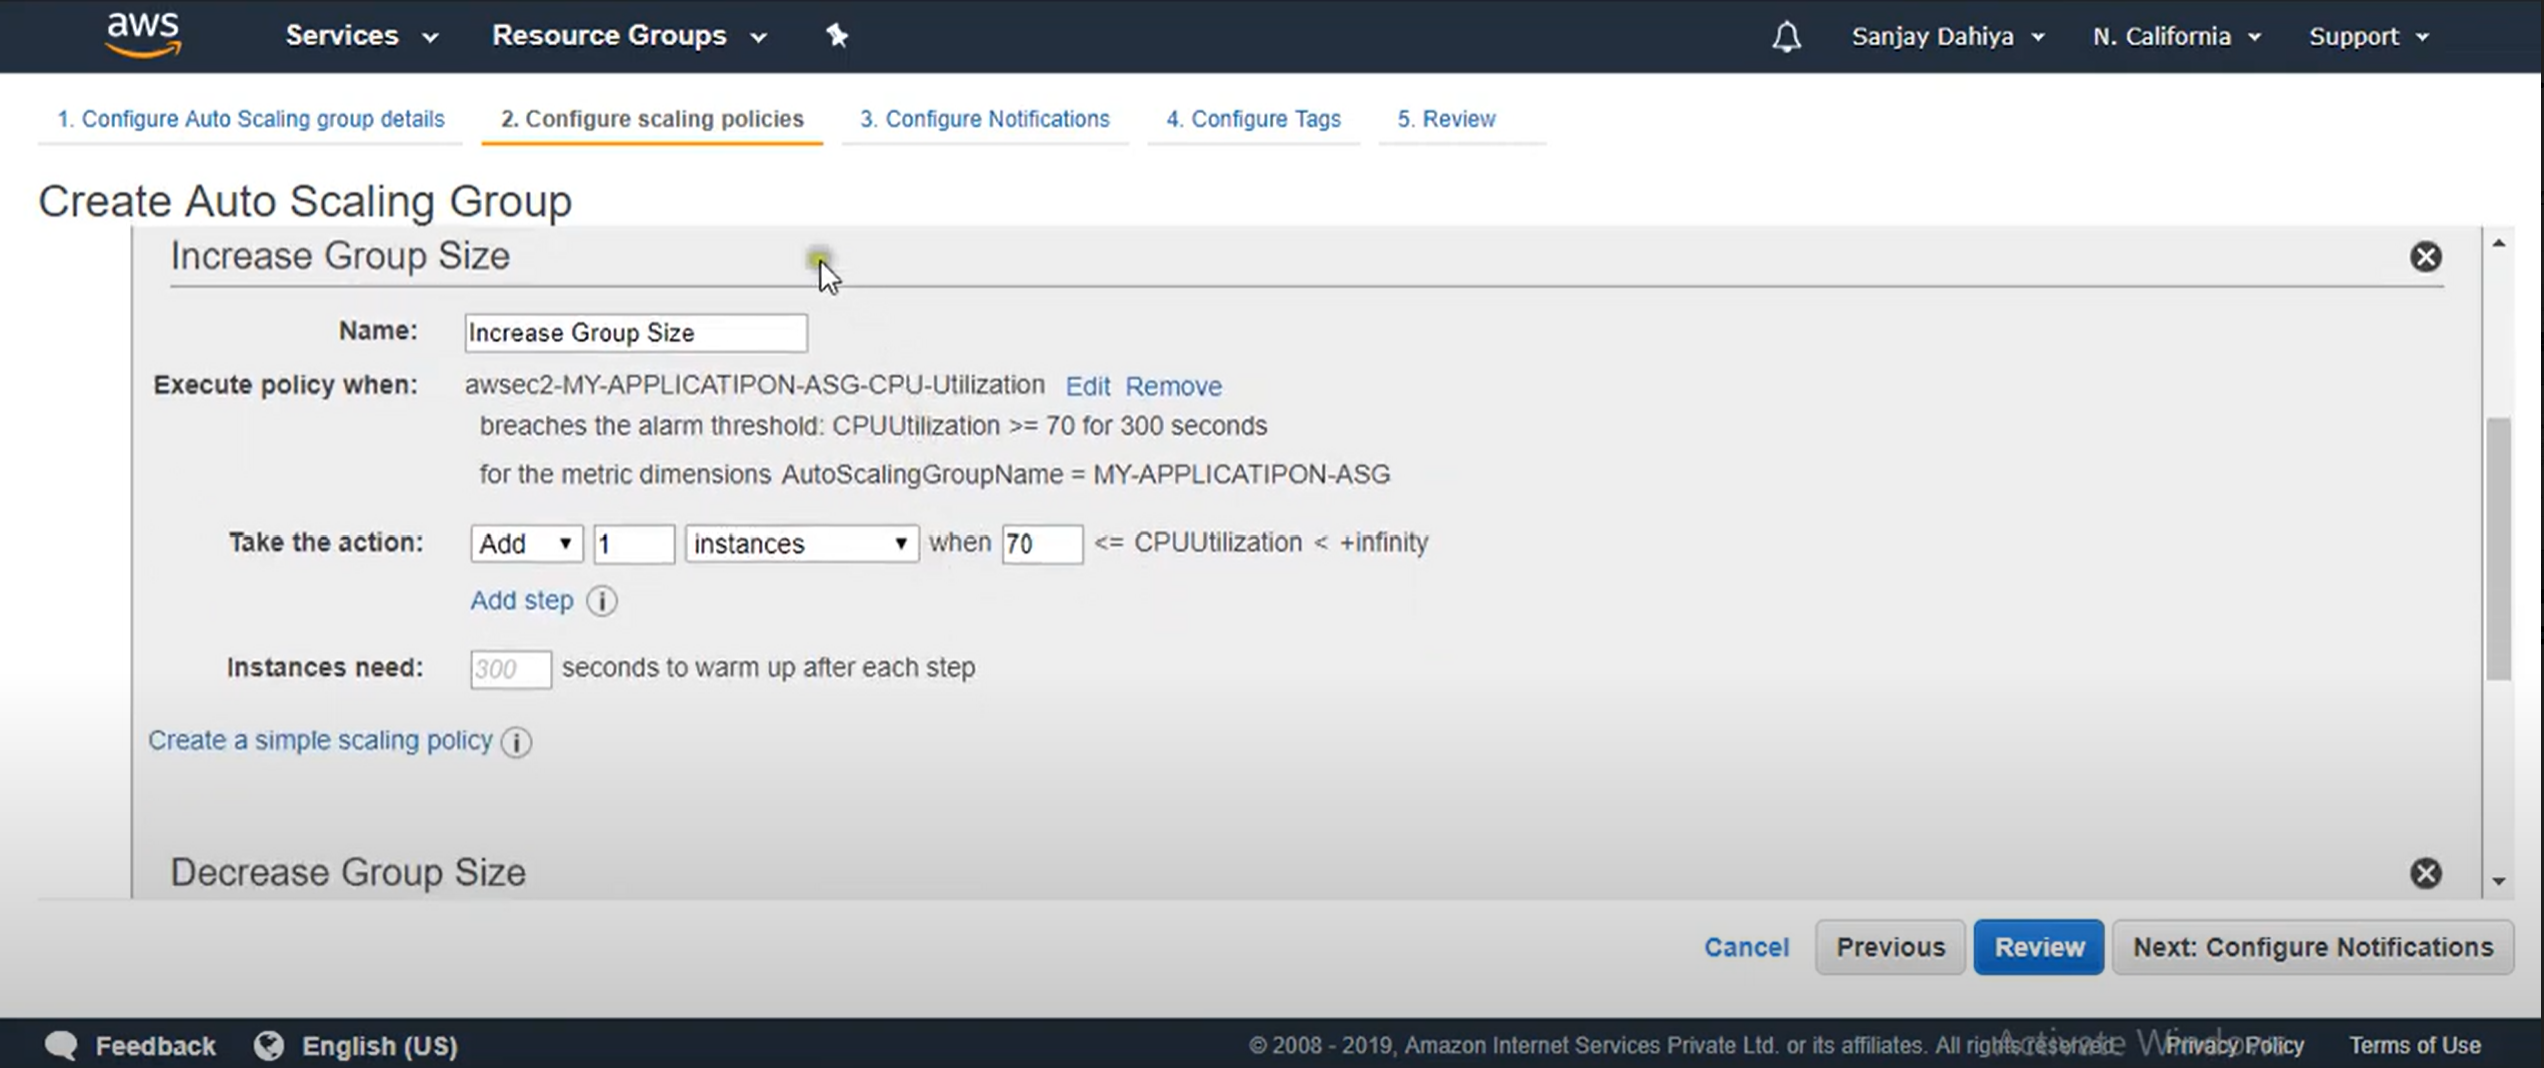 aws Services Resource Groups Sanjay Dahiya N. California Support
1. Configure Auto Scaling group details 2. Configure scaling policies 3. Configure Notifications 4. Configure Tags 5. Review
Create Auto Scaling Group
Increase Group Size
Name: Increase Group Size
Execute policy when: awsec2-MY-APPLICATIPON-ASG-CPU-Utilization Edit Remove
breaches the alarm threshold: CPUUtilization >= 70 for 300 seconds
for the metric dimensions AutoScalingGroupName = MY-APPLICATIPON-ASG
Take the action: Add 1 instances when 70 <= CPUUtilization < +infinity
Add step i
Instances need: 300 seconds to warm up after each step
Create a simple scaling policy i
Decrease Group Size
Cancel Previous Review Next: Configure Notifications
Feedback English (US) © 2008 - 2019, Amazon Internet Services Private Ltd. or its affiliates. All rights reserved. Activate Windows Privacy Policy Terms of Use